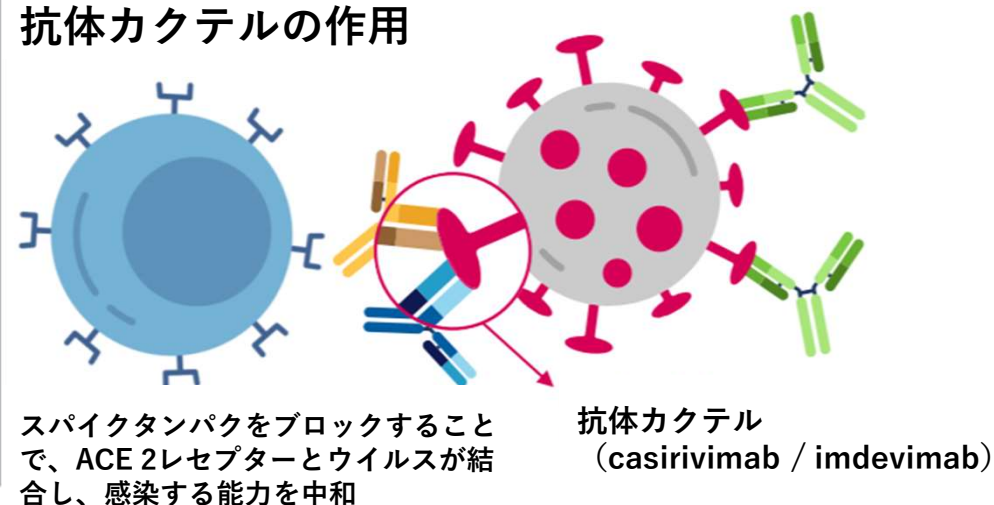 抗体カクテルの作用
スパイクタンパクをブロックすること
で、ACE 2レセプターとウイルスが結
合し、感染する能力を中和
抗体カクテル
（casirivimab / imdevimab）